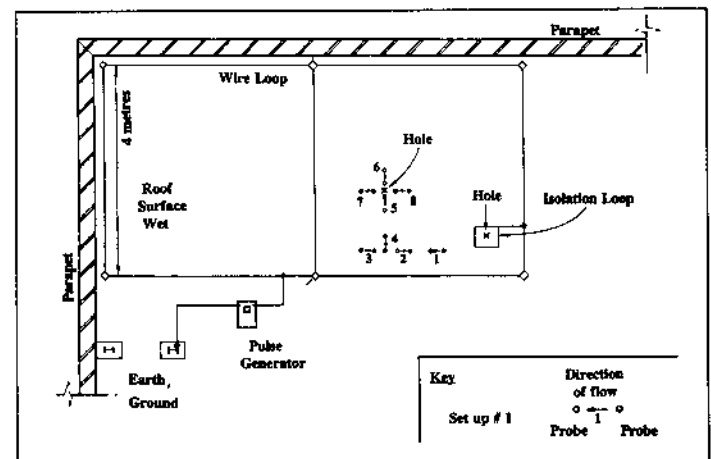 Parapet
Wire Loop
4 metres
Hole
6
Roof
Surface
Wet
7
8
5
Hole
Isolation Loop
4
3
2
1
Parapet
Pulse
Generator
Earth,
Ground
Key
Direction
of flow
Set up # 1
1
Probe Probe